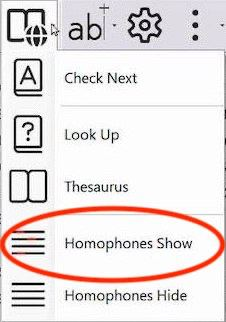 ab
A
Check Next
?
Look Up
Thesaurus
Homophones Show
Homophones Hide